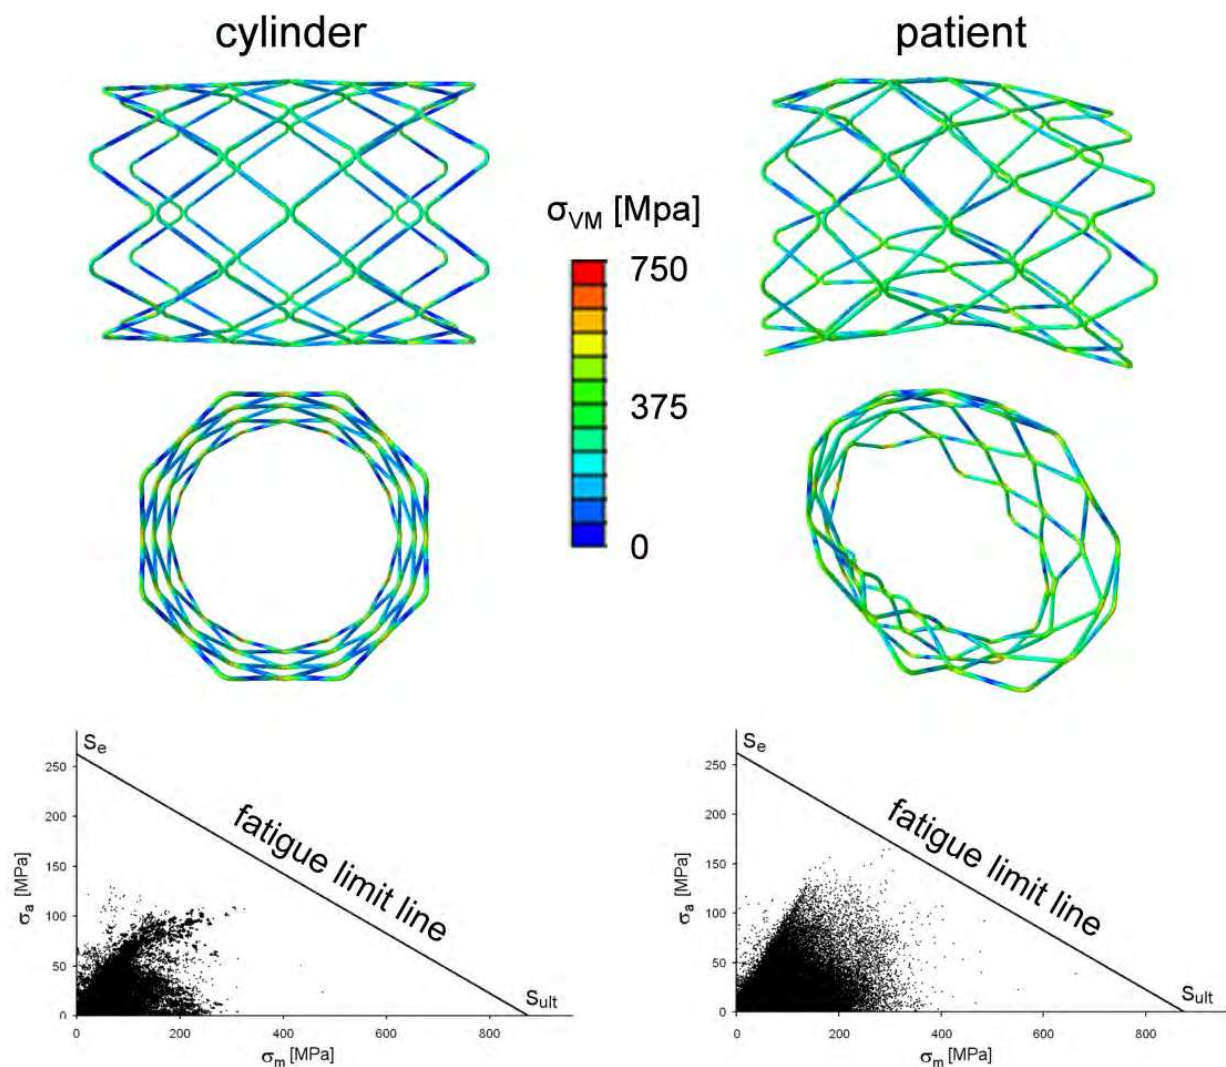 cylinder
patient
σVM [Mpa]
750
375
0
Se
250
200
150
100
50
0
σa [MPa]
fatigue limit line
Sult
0
200
400
600
800
σm [MPa]
Se
250
200
150
100
50
0
σa [MPa]
fatigue limit line
Sult
0
200
400
600
800
σm [MPa]